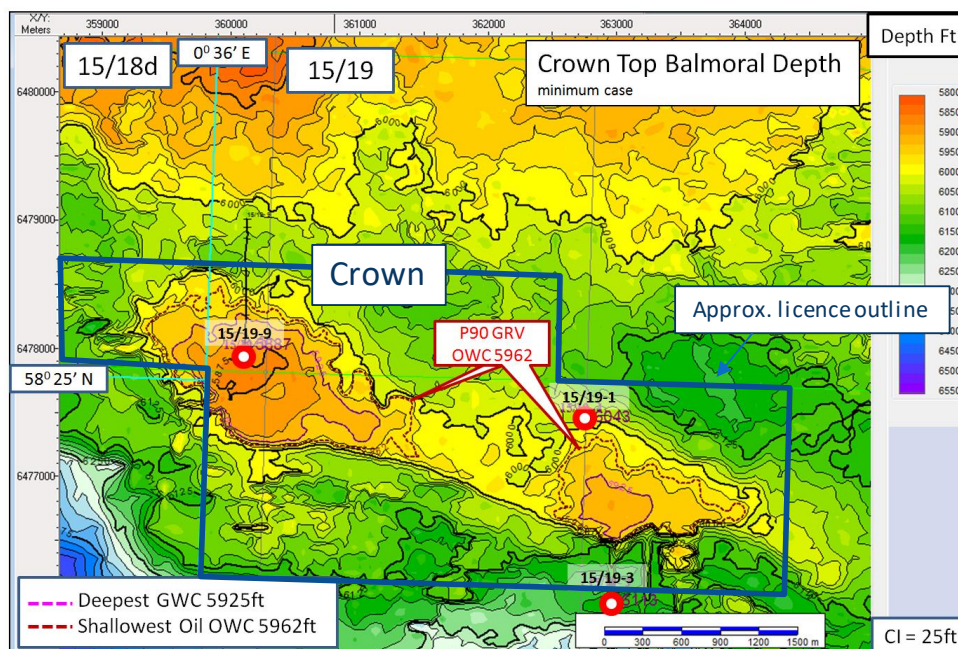 X/Y:
Meters
359000
360000
361000
362000
363000
364000
Depth Ft
15/18d
0⁰ 36’ E
15/19
Crown Top Balmoral Depth
minimum case
6480000
6479000
6478000
6477000
5800
5850
5900
5950
6000
6050
6100
6150
6200
6250
6300
6350
6400
6450
6500
6550
Crown
Approx. licence outline
P90 GRV
OWC 5962
15/19-9
15/19-1
58⁰ 25’ N
15/19-3
Deepest GWC 5925ft
Shallowest Oil OWC 5962ft
0 300 600 900 1200 1500 m
CI = 25ft